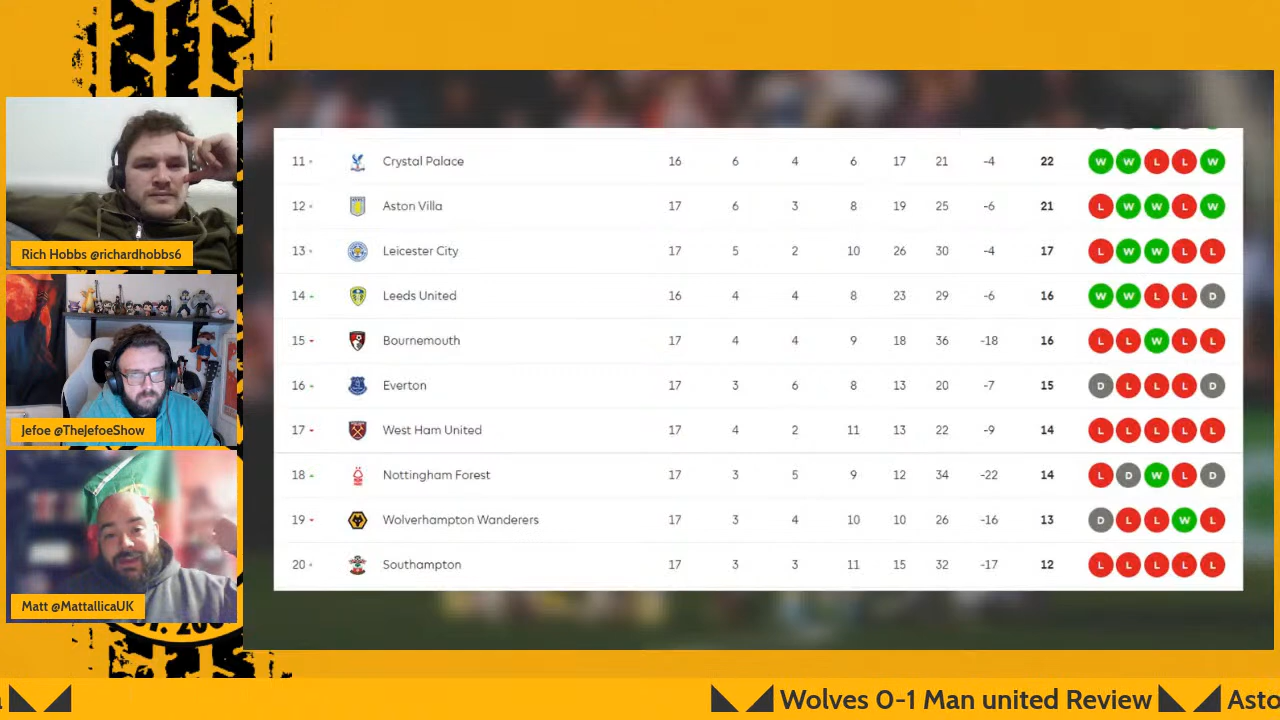 Rich Hobbs @richardhobbs6
Jefoe @TheJefoeShow
Matt @MattallicaUK
11 Crystal Palace 16 6 4 6 17 21 -4 22 W W L L W
12 Aston Villa 17 6 3 8 19 25 -6 21 L W W L W
13 Leicester City 17 5 2 10 26 30 -4 17 L W W L L
14 Leeds United 16 4 4 8 23 29 -6 16 W W L L D
15 Bournemouth 17 4 4 9 18 36 -18 16 L L W L L
16 Everton 17 3 6 8 13 20 -7 15 D L L L D
17 West Ham United 17 4 2 11 13 22 -9 14 L L L L L
18 Nottingham Forest 17 3 5 9 12 34 -22 14 L D W L D
19 Wolverhampton Wanderers 17 3 4 10 10 26 -16 13 D L L W L
20 Southampton 17 3 3 11 15 32 -17 12 L L L L L
Wolves 0-1 Man united Review Asto